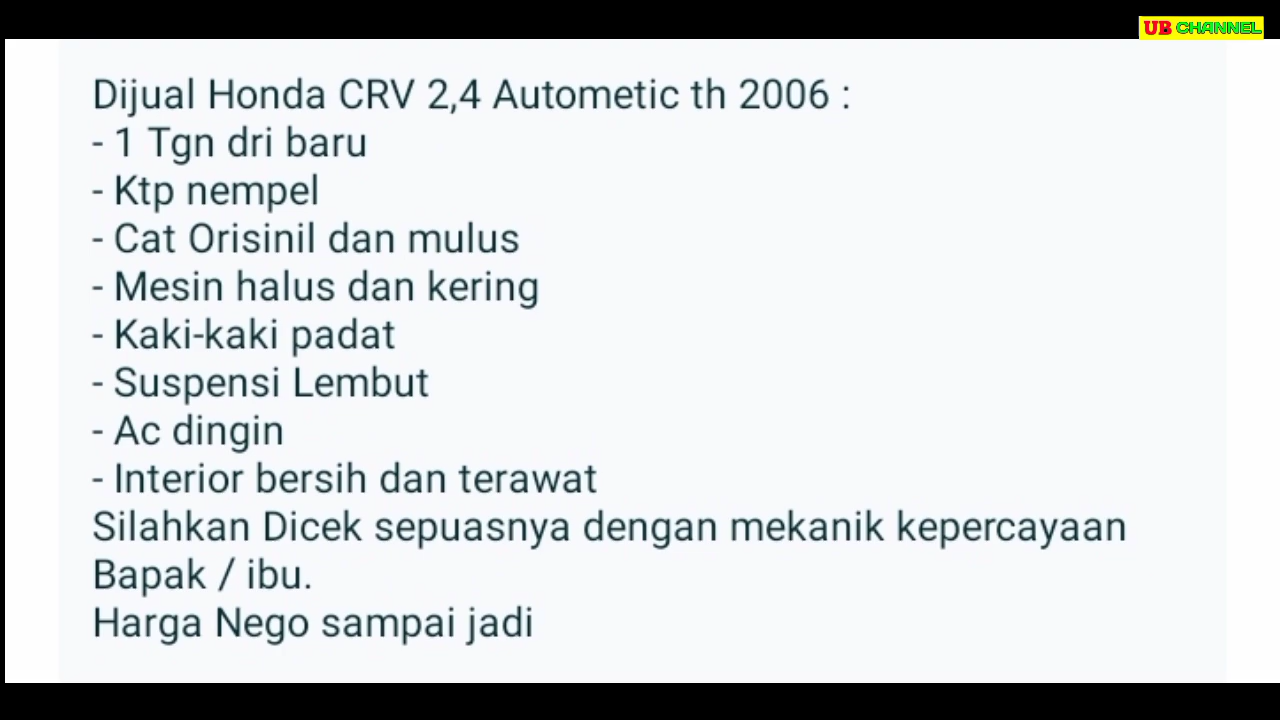 UB CHANNEL
Dijual Honda CRV 2,4 Autometic th 2006 :
- 1 Tgn dri baru
- Ktp nempel
- Cat Orisinil dan mulus
- Mesin halus dan kering
- Kaki-kaki padat
- Suspensi Lembut
- Ac dingin
- Interior bersih dan terawat
Silahkan Dicek sepuasnya dengan mekanik kepercayaan
Bapak / ibu.
Harga Nego sampai jadi